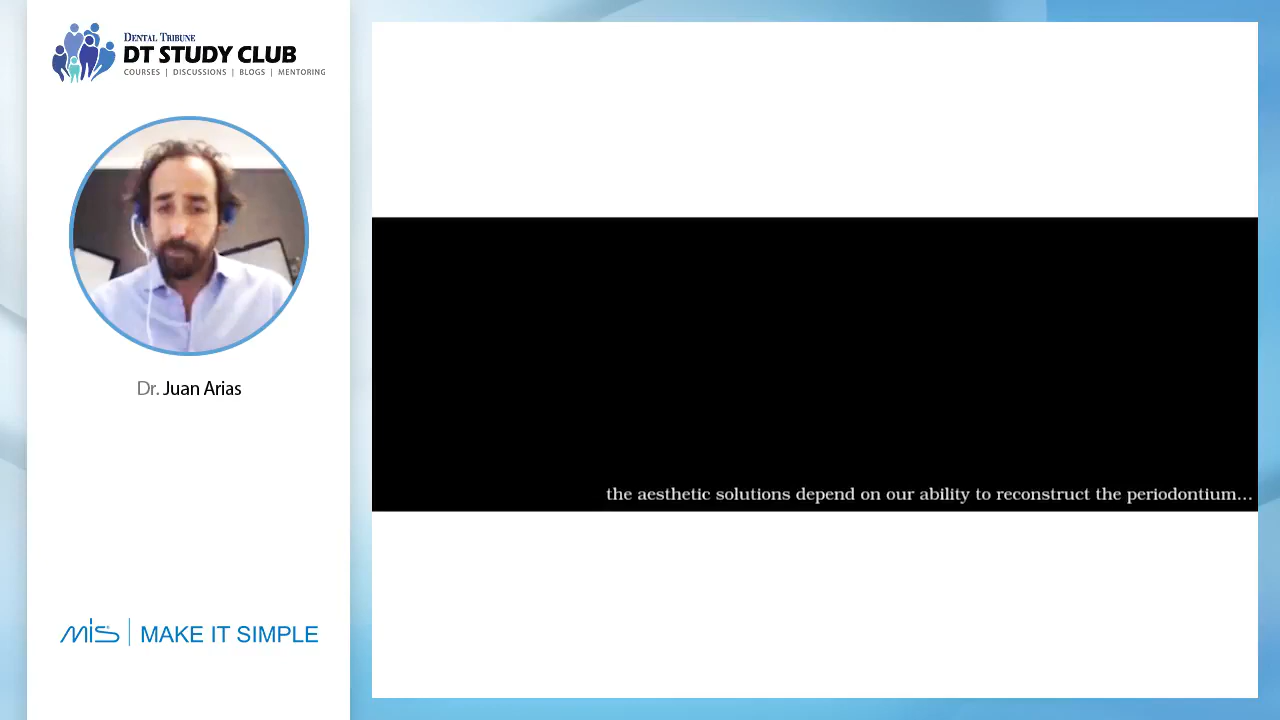 DENTAL TRIBUNE
DT STUDY CLUB
COURSES | DISCUSSIONS | BLOGS | MENTORING
Dr. Juan Arias
the aesthetic solutions depend on our ability to reconstruct the periodontium...
mis | MAKE IT SIMPLE